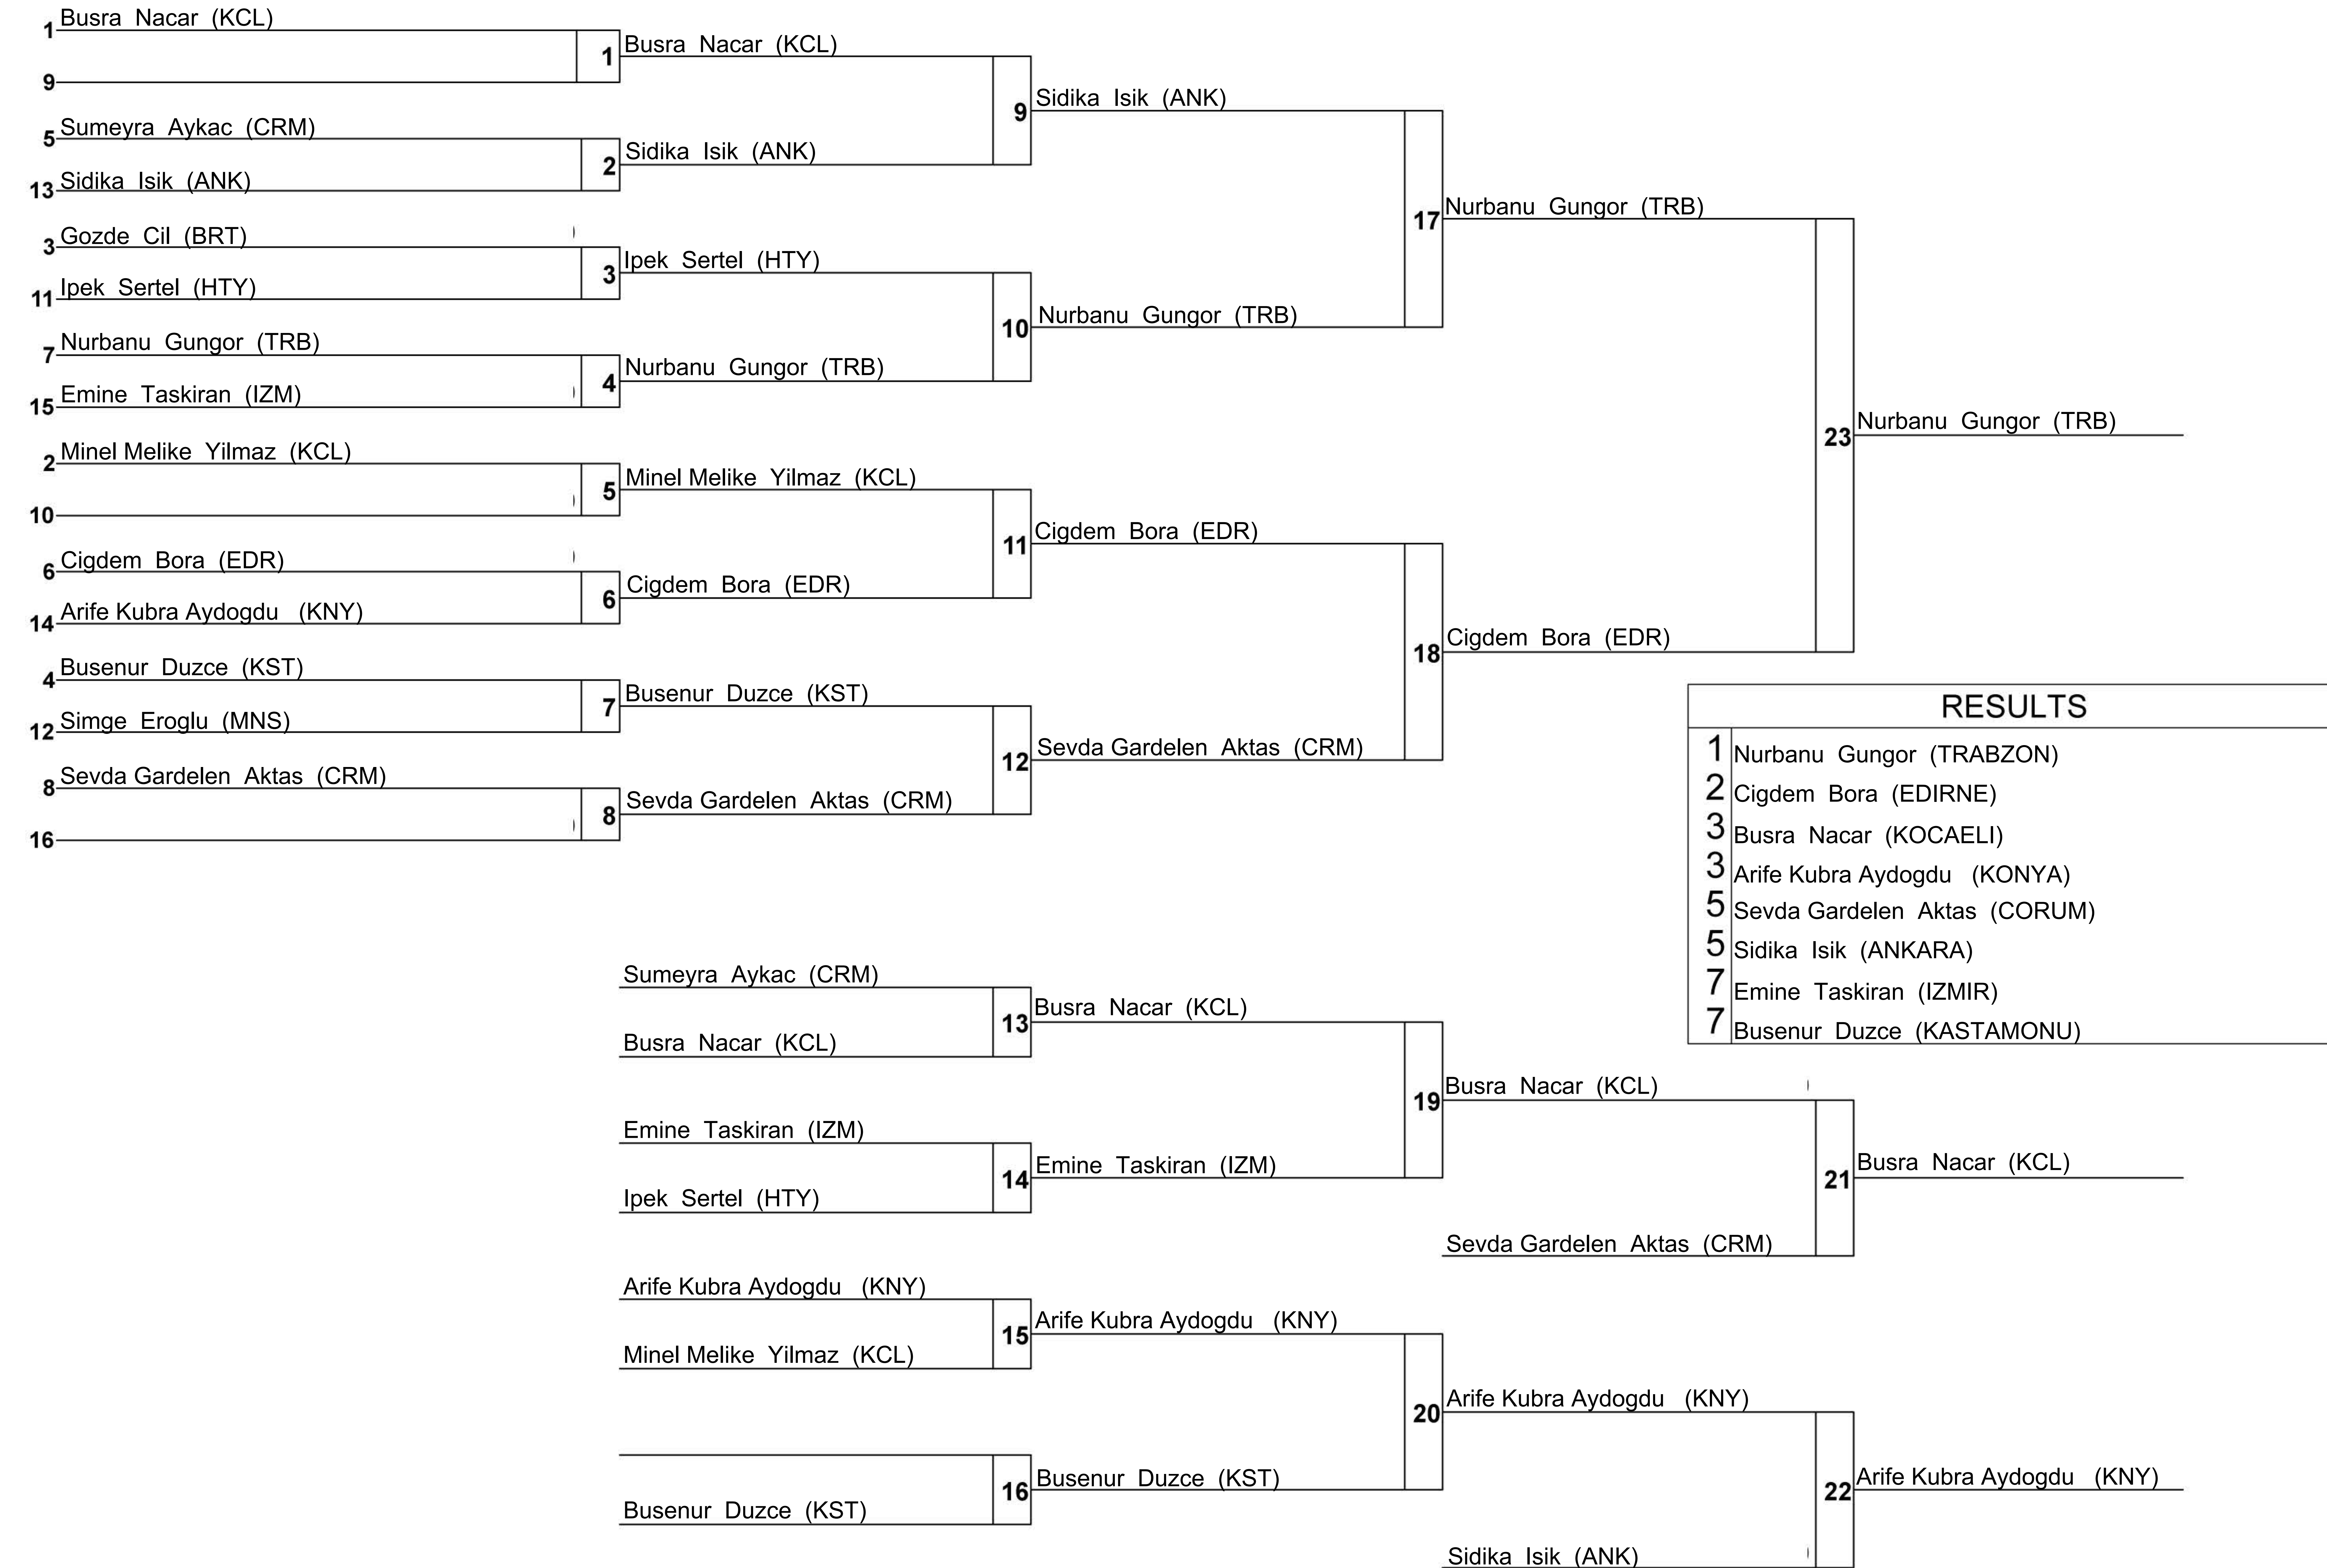 1 Busra Nacar (KCL)
9
1
5 Sumeyra Aykac (CRM)
13 Sidika Isik (ANK)
2
3 Gozde Cil (BRT)
11 Ipek Sertel (HTY)
3
7 Nurbanu Gungor (TRB)
15 Emine Taskiran (IZM)
4
2 Minel Melike Yilmaz (KCL)
10
5
6 Cigdem Bora (EDR)
14 Arife Kubra Aydogdu (KNY)
6
4 Busenur Duzce (KST)
12 Simge Eroglu (MNS)
7
8 Sevda Gardelen Aktas (CRM)
16
8
Busra Nacar (KCL)
Sidika Isik (ANK)
9
Ipek Sertel (HTY)
Nurbanu Gungor (TRB)
10
Minel Melike Yilmaz (KCL)
Cigdem Bora (EDR)
11
Busenur Duzce (KST)
Sevda Gardelen Aktas (CRM)
12
Sidika Isik (ANK)
Nurbanu Gungor (TRB)
17
Cigdem Bora (EDR)
Sevda Gardelen Aktas (CRM)
18
Nurbanu Gungor (TRB)
Cigdem Bora (EDR)
23
Nurbanu Gungor (TRB)
RESULTS
1 Nurbanu Gungor (TRABZON)
2 Cigdem Bora (EDIRNE)
3 Busra Nacar (KOCAELI)
3 Arife Kubra Aydogdu (KONYA)
5 Sevda Gardelen Aktas (CORUM)
5 Sidika Isik (ANKARA)
7 Emine Taskiran (IZMIR)
7 Busenur Duzce (KASTAMONU)
Sumeyra Aykac (CRM)
Busra Nacar (KCL)
13
Emine Taskiran (IZM)
Ipek Sertel (HTY)
14
Arife Kubra Aydogdu (KNY)
Minel Melike Yilmaz (KCL)
15
Busenur Duzce (KST)
16
Busra Nacar (KCL)
Emine Taskiran (IZM)
19
Arife Kubra Aydogdu (KNY)
Busenur Duzce (KST)
20
Busra Nacar (KCL)
Sevda Gardelen Aktas (CRM)
21
Busra Nacar (KCL)
Arife Kubra Aydogdu (KNY)
Sidika Isik (ANK)
22
Arife Kubra Aydogdu (KNY)